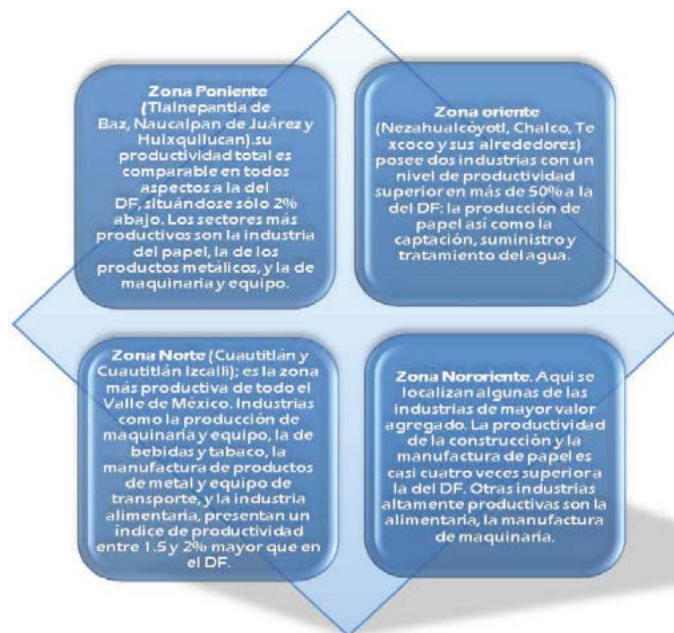 Zona Poniente
(Tlalnepantla de
Baz, Naucalpan de Juárez y
Huixquilucan).su
productividad total es
comparable en todos
aspectos a la del
DF, situándose sólo 2%
abajo. Los sectores más
productivos son la industria
del papel, la de los
productos metálicos, y la de
maquinaria y equipo.
Zona oriente
(Nezahualcóyotl, Chalco, Te
xcoco y sus alrededores)
posee dos industrias con un
nivel de productividad
superior en más de 50% a la
del DF: la producción de
papel así como la
captación, suministro y
tratamiento del agua.
Zona Norte (Cuautitlán y
Cuautitlán Izcalli); es la zona
más productiva de todo el
Valle de México. Industrias
como la producción de
maquinaria y equipo, la de
bebidas y tabaco, la
manufactura de productos
de metal y equipo de
transporte, y la industria
alimentaria, presentan un
índice de productividad
entre 1.5 y 2% mayor que en
el DF.
Zona Nororiente. Aquí se
localizan algunas de las
industrias de mayor valor
agregado. La productividad
de la construcción y la
manufactura de papel es
casi cuatro veces superior a
la del DF. Otras industrias
altamente productivas son la
alimentaria, la manufactura
de maquinaria.